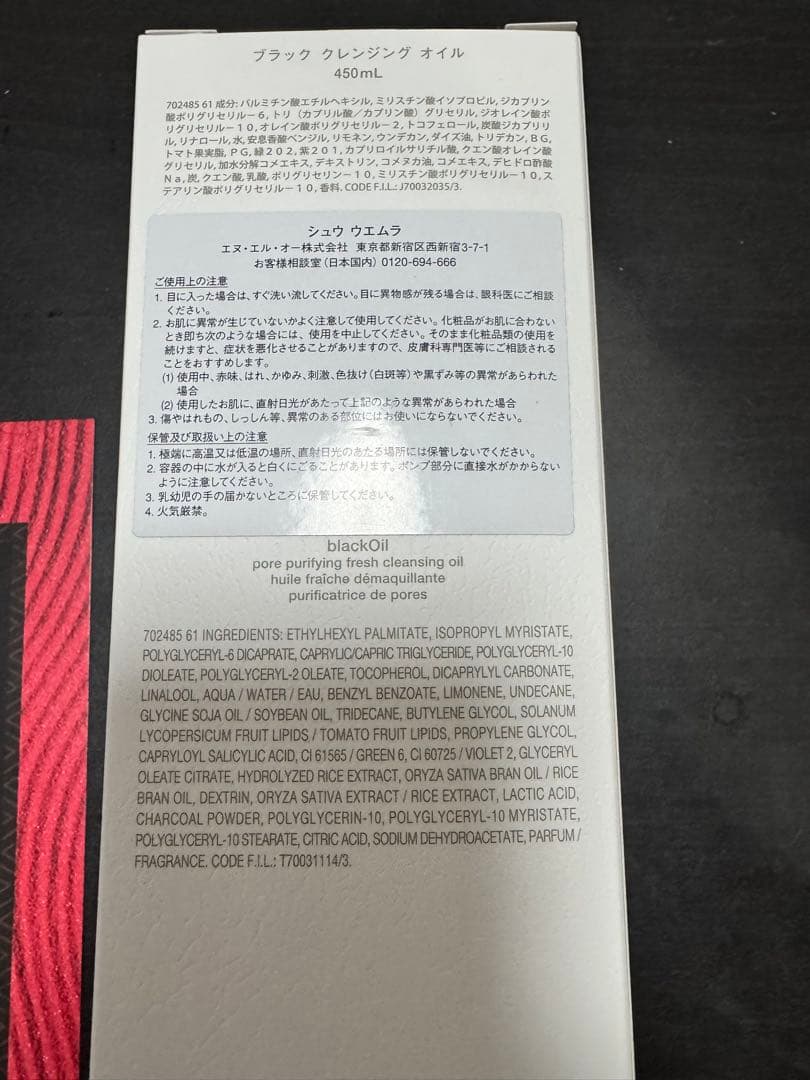 ブラック クレンジング オイル
450mL
702485 61 成分: パルミチン酸エチルヘキシル, ミリスチン酸イソプロピル, ジカプリン
酸ポリグリセリル－6, トリ（カプリル酸／カプリン酸）グリセリル, ジオレイン酸ポ
リグリセリル－10, オレイン酸ポリグリセリル－2, トコフェロール, 炭酸ジカプリリ
ル, リナロール, 水, 安息香酸ベンジル, リモネン, ウンデカン, ダイズ油, トリデカン, BG,
トマト果実脂, PG, 緑202, 紫201, カプリロイルサリチル酸, クエン酸オレイン酸
グリセリル, 加水分解コメエキス, デキストリン, コメヌカ油, コメエキス, デヒドロ酢酸
Na, 炭, クエン酸, 乳酸, ポリグリセリン－10, ミリスチン酸ポリグリセリル－10, ス
テアリン酸ポリグリセリル－10, 香料. CODE F.I.L.: J70032035/3.
シュウ ウエムラ
エヌ・エル・オー株式会社 東京都新宿区西新宿3-7-1
お客様相談室（日本国内）0120-694-666
ご使用上の注意
1. 目に入った場合は、すぐ洗い流してください。目に異物感が残る場合は、眼科医にご相談
ください。
2. お肌に異常が生じていないかよく注意して使用してください。化粧品がお肌に合わない
とき即ち次のような場合には、使用を中止してください。そのまま化粧品類の使用を
続けますと、症状を悪化させることがありますので、皮膚科専門医等にご相談される
ことをおすすめします。
(1) 使用中、赤味、はれ、かゆみ、刺激、色抜け（白斑等）や黒ずみ等の異常があらわれた
場合
(2) 使用したお肌に、直射日光があたって上記のような異常があらわれた場合
3. 傷やはれもの、しっしん等、異常のある部位にはお使いにならないでください。
保管及び取扱い上の注意
1. 極端に高温又は低温の場所、直射日光のあたる場所には保管しないでください。
2. 容器の中に水が入ると白くにごることがあります。ポンプ部分に直接水がかからない
ように注意してください。
3. 乳幼児の手の届かないところに保管してください。
4. 火気厳禁。
blackOil
pore purifying fresh cleansing oil
huile fraîche démaquillante
purificatrice de pores
702485 61 INGREDIENTS: ETHYLHEXYL PALMITATE, ISOPROPYL MYRISTATE,
POLYGLYCERYL-6 DICAPRATE, CAPRYLIC/CAPRIC TRIGLYCERIDE, POLYGLYCERYL-10
DIOLEATE, POLYGLYCERYL-2 OLEATE, TOCOPHEROL, DICAPRYLYL CARBONATE,
LINALOOL, AQUA / WATER / EAU, BENZYL BENZOATE, LIMONENE, UNDECANE,
GLYCINE SOJA OIL / SOYBEAN OIL, TRIDECANE, BUTYLENE GLYCOL, SOLANUM
LYCOPERSICUM FRUIT LIPIDS / TOMATO FRUIT LIPIDS, PROPYLENE GLYCOL,
CAPRYLOYL SALICYLIC ACID, CI 61565 / GREEN 6, CI 60725 / VIOLET 2, GLYCERYL
OLEATE CITRATE, HYDROLYZED RICE EXTRACT, ORYZA SATIVA BRAN OIL / RICE
BRAN OIL, DEXTRIN, ORYZA SATIVA EXTRACT / RICE EXTRACT, LACTIC ACID,
CHARCOAL POWDER, POLYGLYCERIN-10, POLYGLYCERYL-10 MYRISTATE,
POLYGLYCERYL-10 STEARATE, CITRIC ACID, SODIUM DEHYDROACETATE, PARFUM /
FRAGRANCE. CODE F.I.L.: T70031114/3.